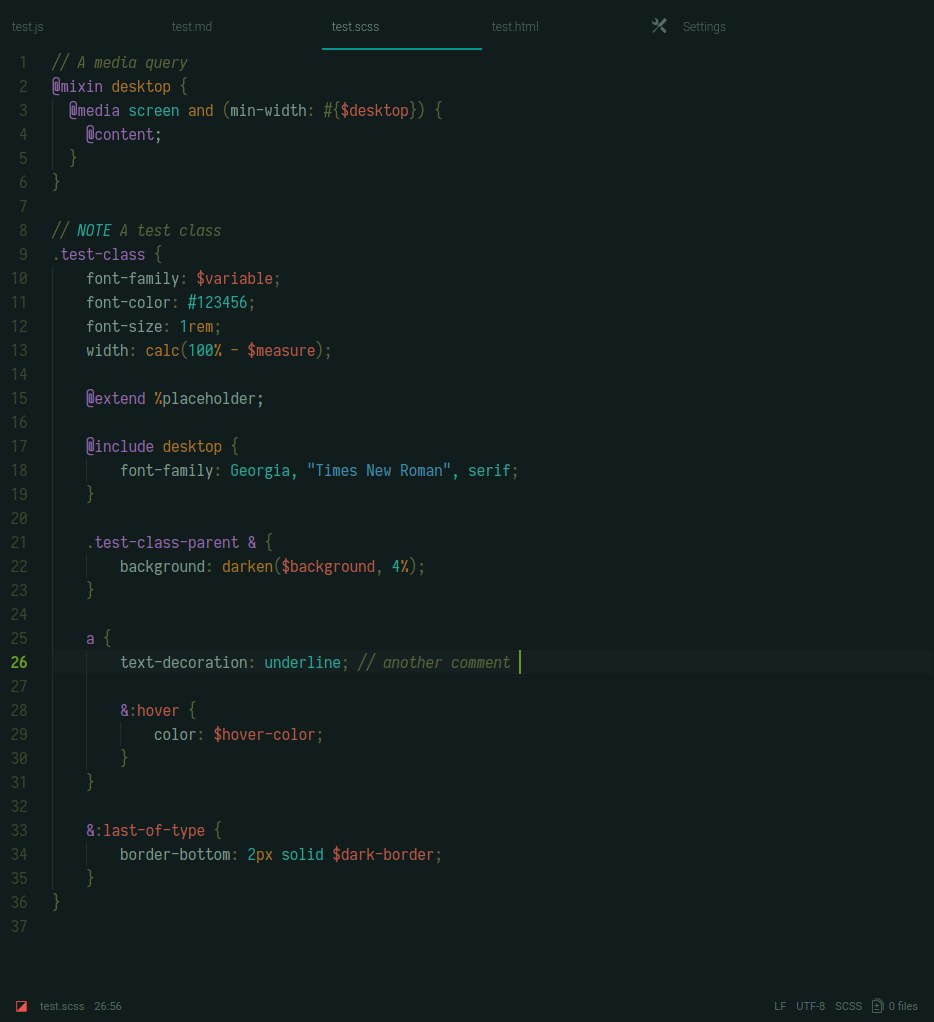 test.js test.md test.scss test.html Settings
1 // A media query
2 @mixin desktop {
3   @media screen and (min-width: #{$desktop}) {
4     @content;
5   }
6 }
7
8 // NOTE A test class
9 .test-class {
10     font-family: $variable;
11     font-color: #123456;
12     font-size: 1rem;
13     width: calc(100% - $measure);
14
15     @extend %placeholder;
16
17     @include desktop {
18         font-family: Georgia, "Times New Roman", serif;
19     }
20
21     .test-class-parent & {
22         background: darken($background, 4%);
23     }
24
25     a {
26         text-decoration: underline; // another comment
27
28         &:hover {
29             color: $hover-color;
30         }
31     }
32
33     &:last-of-type {
34         border-bottom: 2px solid $dark-border;
35     }
36 }
37
test.scss 26:56 LF UTF-8 SCSS 0 files